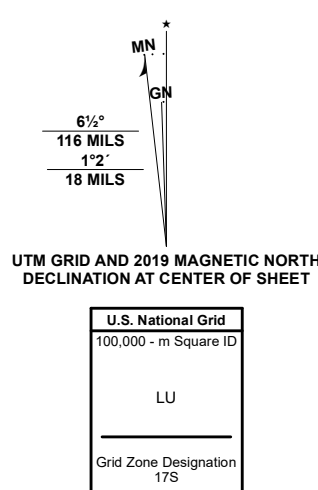 MN
GN
6½°
116 MILS
1°2´
18 MILS
UTM GRID AND 2019 MAGNETIC NORTH
DECLINATION AT CENTER OF SHEET
U.S. National Grid
100,000 - m Square ID
LU
Grid Zone Designation
17S